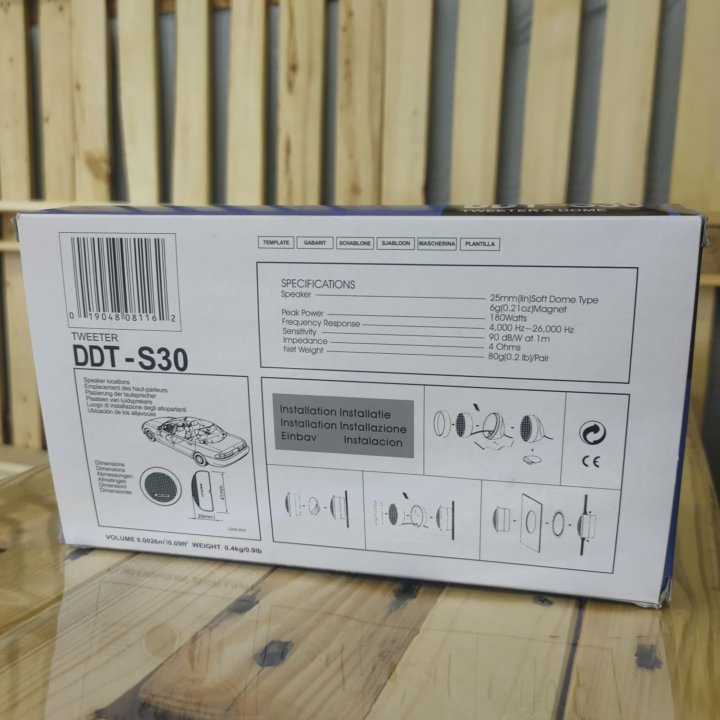 DDT-S30
TWEETER A DOME
0 19048 08116 2
TEMPLATE GABARIT SCHABLONE SJABLOON MASCHERINA PLANTILLA
TWEETER
DDT-S30
SPECIFICATIONS
Speaker 25mm(lin)Soft Dome Type
6g(0.21oz)Magnet
Peak Power 180Watts
Frequency Response 4,000 Hz~26,000 Hz
Sensitivity 90 dB/W at 1m
Impedance 4 Ohms
Net Weight 80g(0.2 lb)/Pair
Speaker locations
Emplacement des haut-parleurs
Plazierung der lautsprecher
Plaatsen van luidsprekers
Luogo di installazione degli altoparlanti
Ubicación de los altavoces
Dimensions
Dimensions
Abmessungen
Afmetingen
Dimensioni
Dimensiones
Installation Installatie
Installation Installazione
Einbav Instalacion
CE
VOLUME 0.0026m³/0.09ft³ WEIGHT 0.4kg/0.9lb